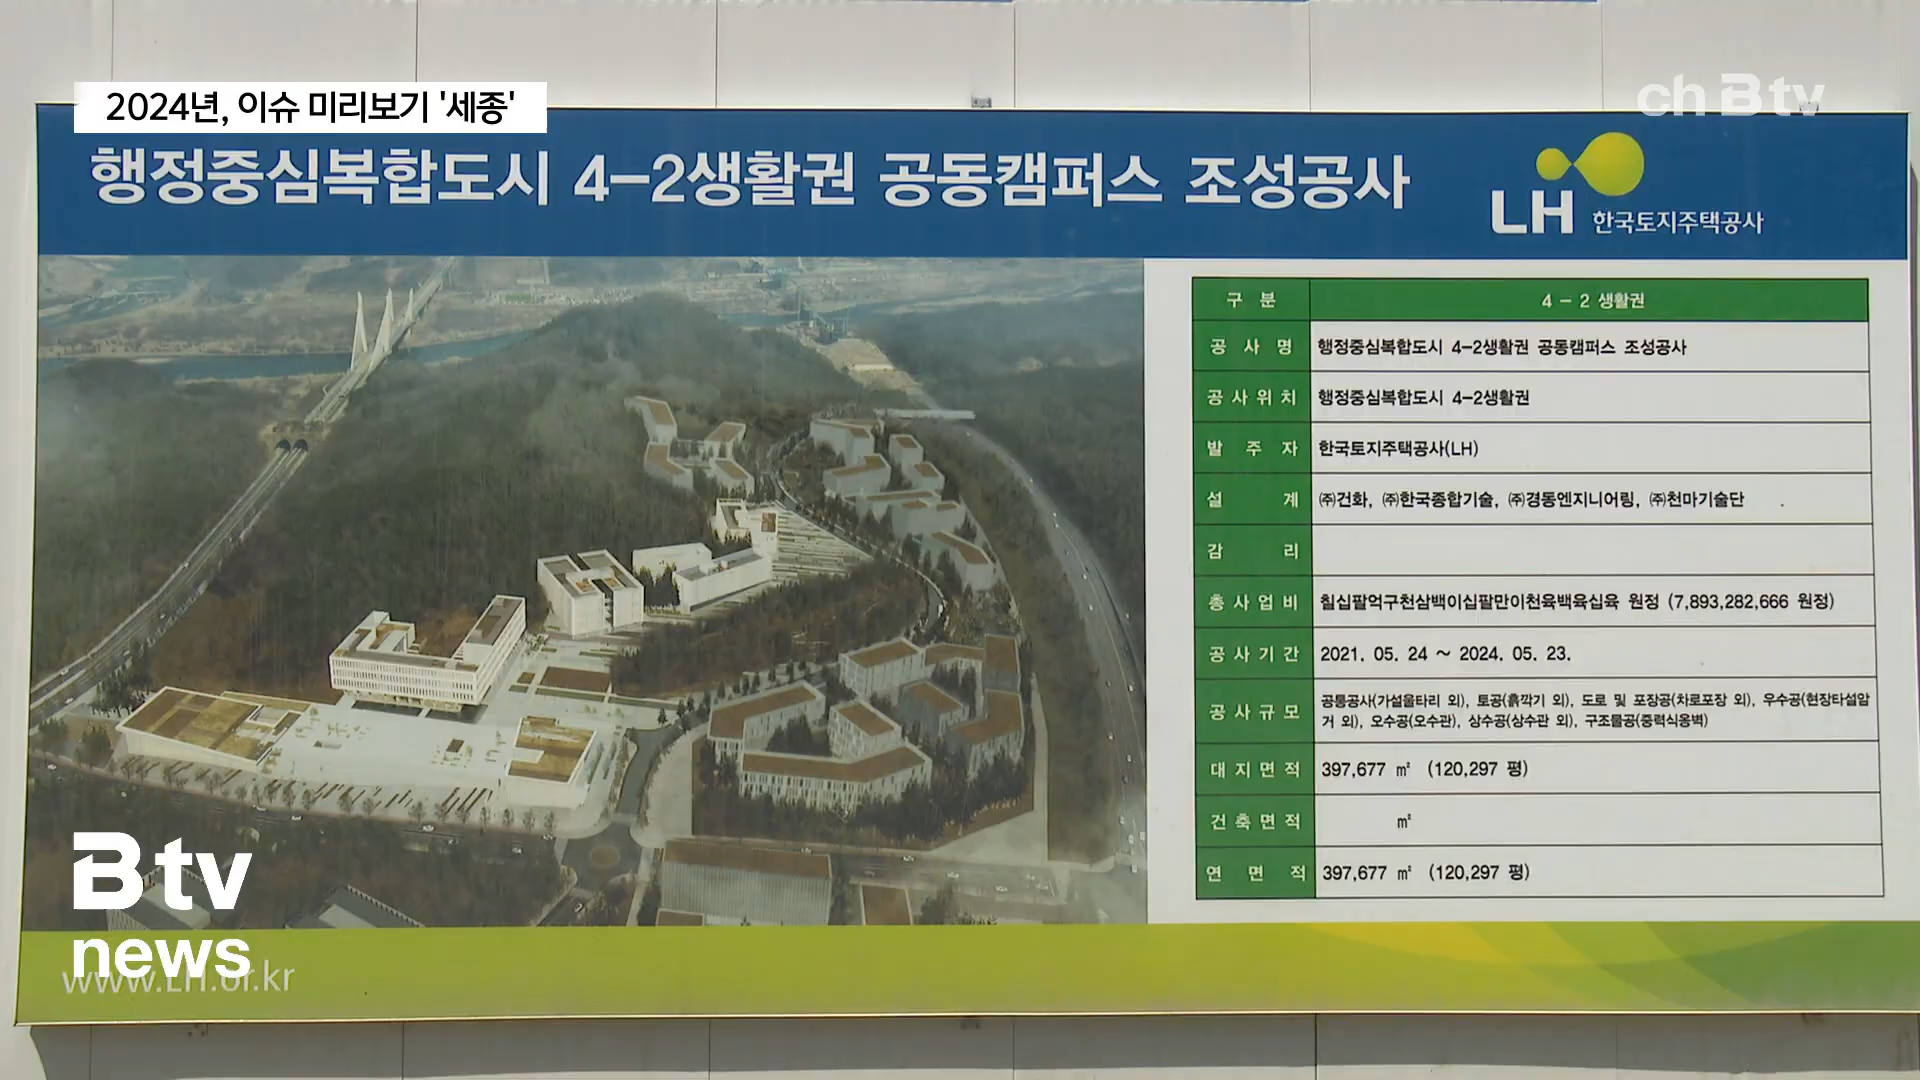 2024년, 이슈 미리보기 '세종'
ch B tv
행정중심복합도시 4-2생활권 공동캠퍼스 조성공사
LH 한국토지주택공사
구 분 4 - 2 생활권
공 사 명 행정중심복합도시 4-2생활권 공동캠퍼스 조성공사
공사위치 행정중심복합도시 4-2생활권
발 주 자 한국토지주택공사(LH)
설 계 ㈜건화, ㈜한국종합기술, ㈜경동엔지니어링, ㈜천마기술단
감 리
총사업비 칠십팔억구천삼백이십팔만이천육백육십육 원정 (7,893,282,666 원정)
공사기간 2021. 05. 24 ~ 2024. 05. 23.
공사규모 공통공사(가설울타리 외), 토공(흙깍기 외), 도로 및 포장공(차로포장 외), 우수공(현장타설암
거 외), 오수공(오수관), 상수공(상수관 외), 구조물공(중력식옹벽)
대지면적 397,677 ㎡ (120,297 평)
건축면적 ㎡
연 면 적 397,677 ㎡ (120,297 평)
B tv
news
www.LH.or.kr